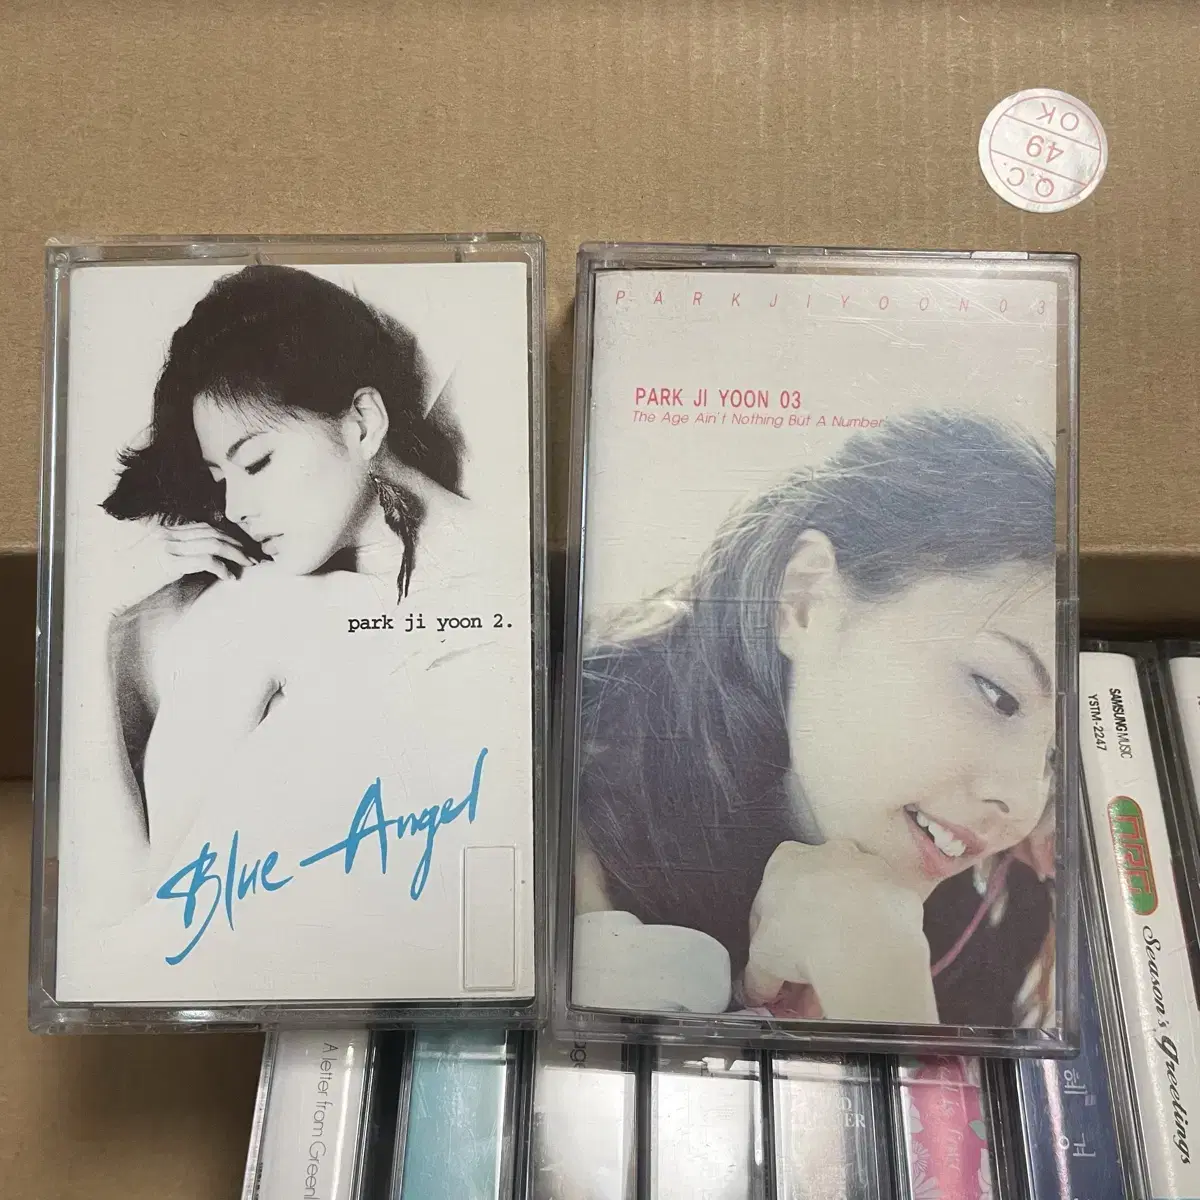 Q.C.
49
OK
park ji yoon 2.
Blue Angel
PARKJIYOON03
PARK JI YOON 03
The Age Ain't Nothing But A Number
SAMSUNG MUSIC
YSTM-2247
Season's Greetings
A letter from Greenl